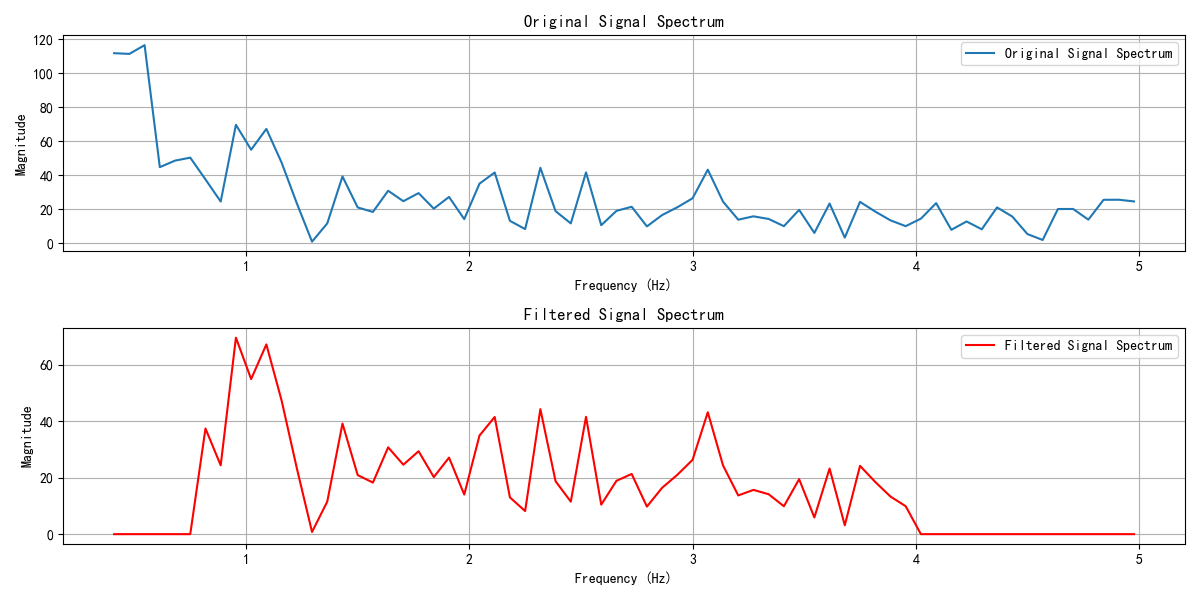 Original Signal Spectrum
120
100
80
60
40
20
0
Magnitude
Original Signal Spectrum
1
2
3
4
5
Frequency (Hz)
Filtered Signal Spectrum
60
40
20
0
Magnitude
Filtered Signal Spectrum
1
2
3
4
5
Frequency (Hz)